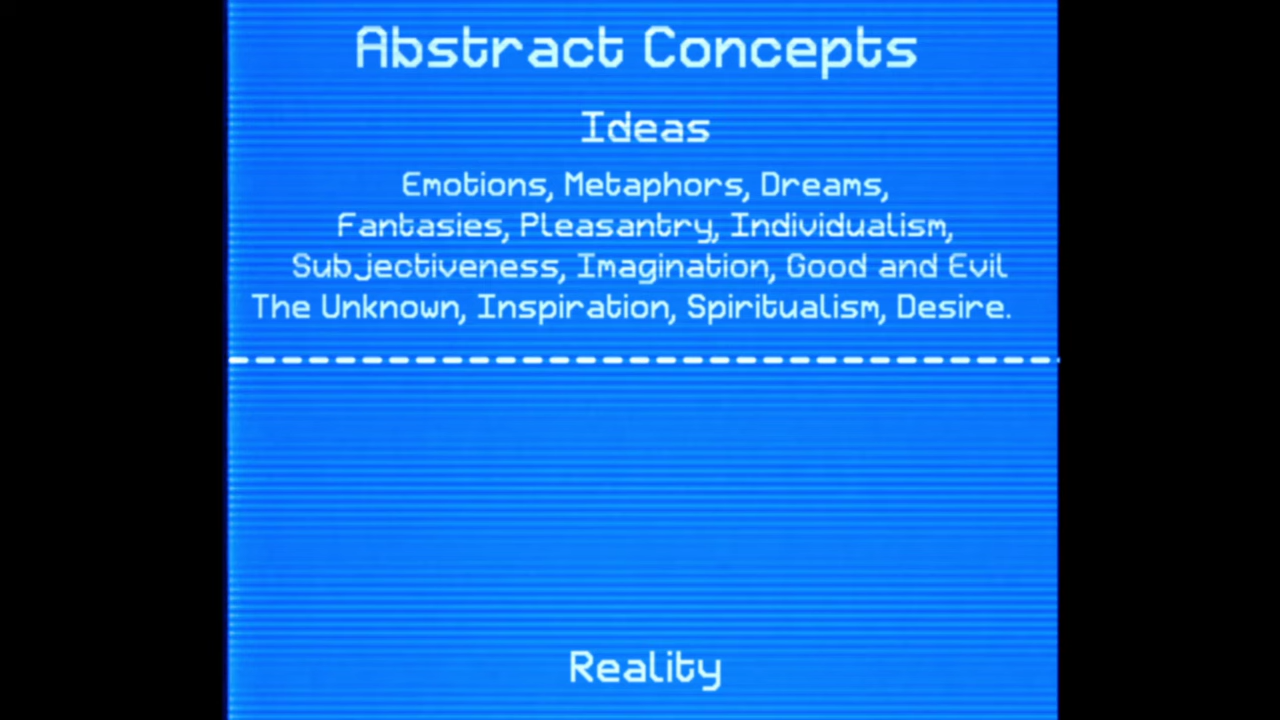 Abstract Concepts
Ideas
Emotions, Metaphors, Dreams,
Fantasies, Pleasantry, Individualism,
Subjectiveness, Imagination, Good and Evil
The Unknown, Inspiration, Spiritualism, Desire.
Reality